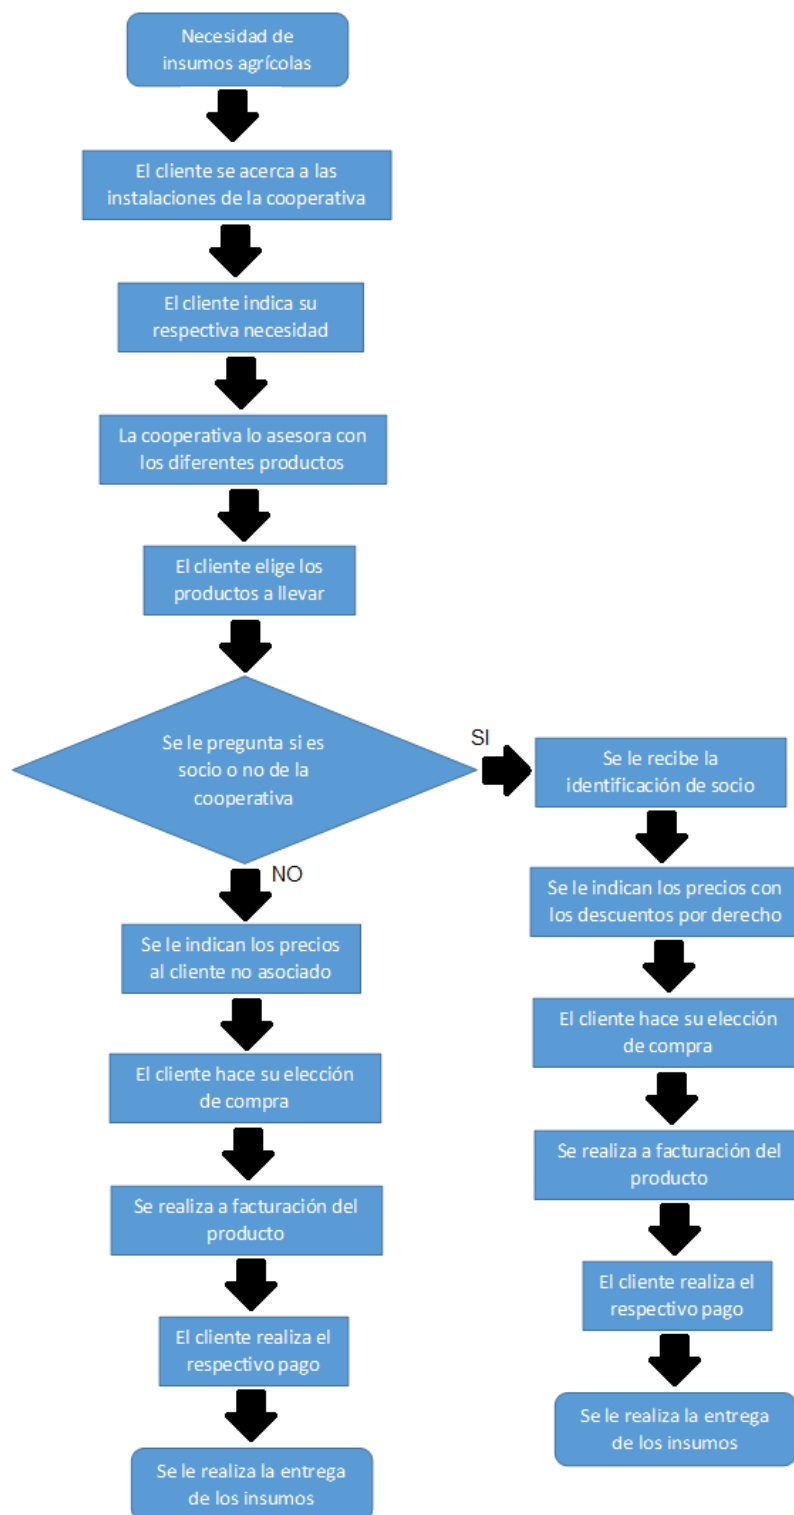 Necesidad de
insumos agrícolas
El cliente se acerca a las
instalaciones de la cooperativa
El cliente indica su
respectiva necesidad
La cooperativa lo asesora con
los diferentes productos
El cliente elige los
productos a llevar
Se le pregunta si es
socio o no de la
cooperativa
SI
Se le recibe la
identificación de socio
Se le indican los precios con
los descuentos por derecho
El cliente hace su elección
de compra
Se realiza a facturación del
producto
El cliente realiza el
respectivo pago
Se le realiza la entrega
de los insumos
NO
Se le indican los precios
al cliente no asociado
El cliente hace su elección
de compra
Se realiza a facturación del
producto
El cliente realiza el
respectivo pago
Se le realiza la entrega
de los insumos